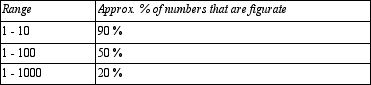 Range Approx. % of numbers that are figurate
1 - 10 90 %
1 - 100 50 %
1 - 1000 20 %